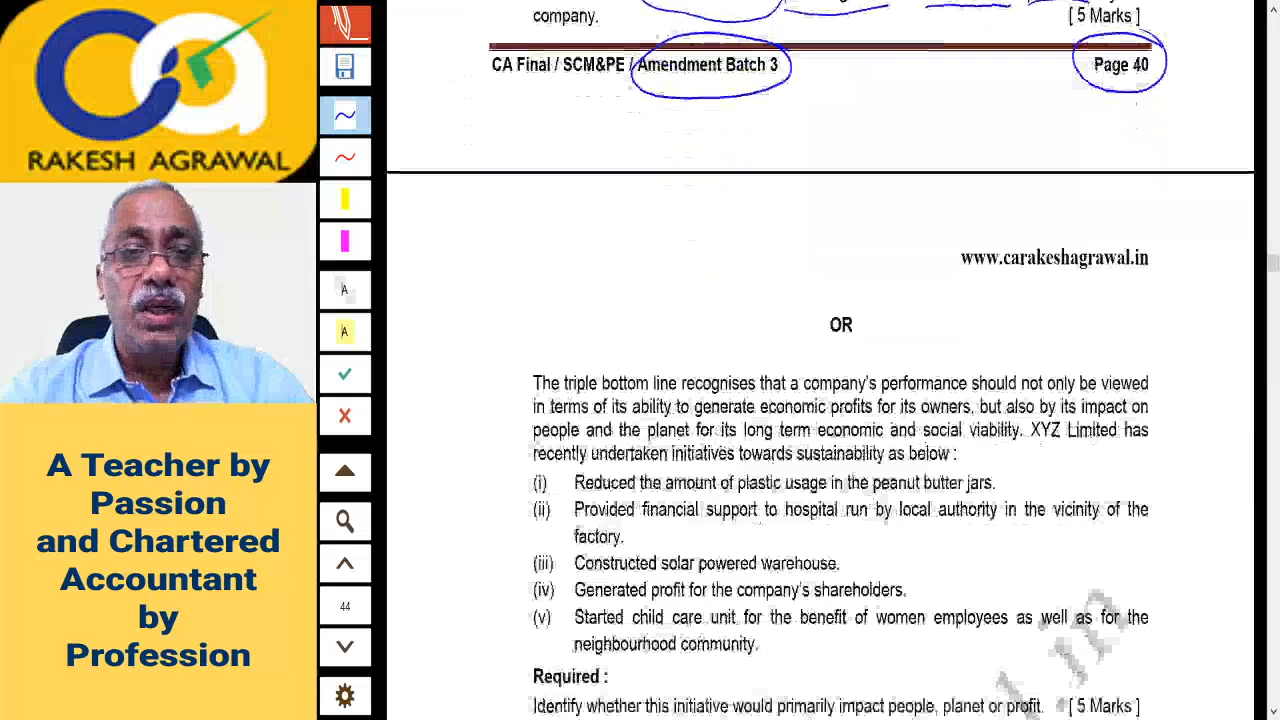 company. [ 5 Marks ]
CA Final / SCM&PE / Amendment Batch 3 Page 40
www.carakeshagrawal.in
OR
The triple bottom line recognises that a company's performance should not only be viewed
in terms of its ability to generate economic profits for its owners, but also by its impact on
people and the planet for its long term economic and social viability. XYZ Limited has
recently undertaken initiatives towards sustainability as below :
(i) Reduced the amount of plastic usage in the peanut butter jars.
(ii) Provided financial support to hospital run by local authority in the vicinity of the
factory.
(iii) Constructed solar powered warehouse.
(iv) Generated profit for the company's shareholders.
(v) Started child care unit for the benefit of women employees as well as for the
neighbourhood community.
Required :
Identify whether this initiative would primarily impact people, planet or profit. [ 5 Marks ]
RAKESH AGRAWAL
A Teacher by
Passion
and Chartered
Accountant
by
Profession
A
A
44